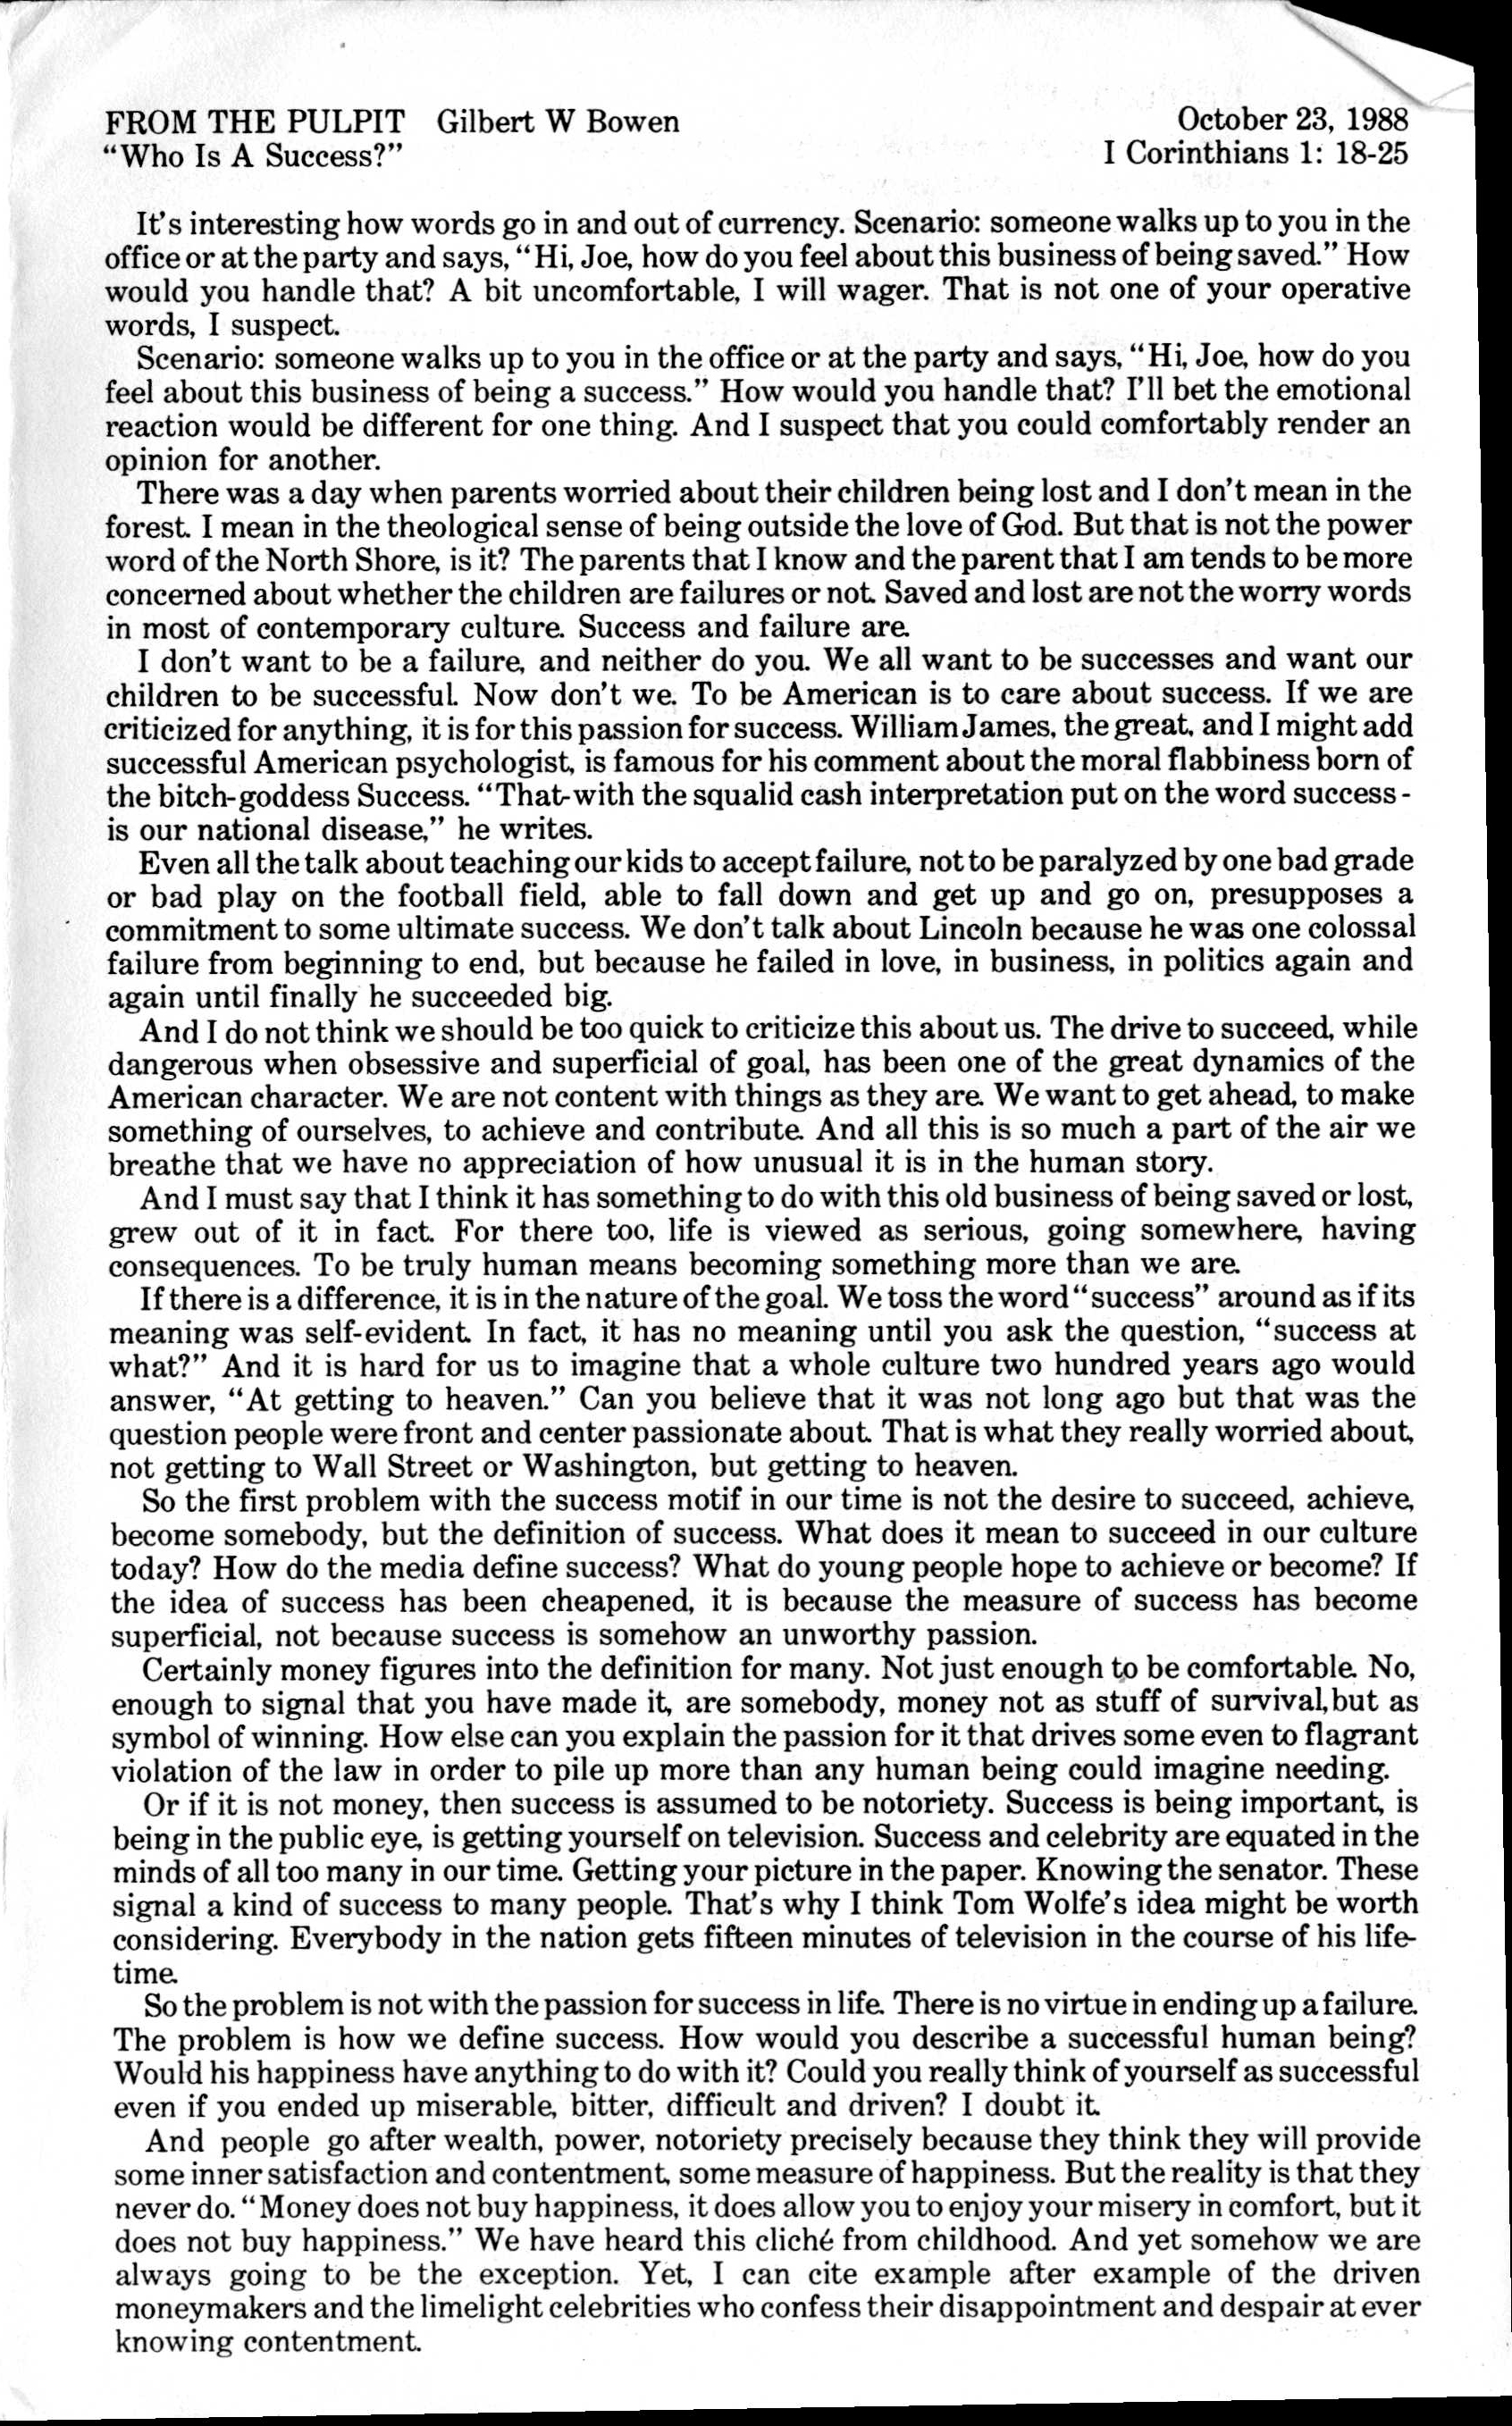 FROM THE PULPIT Gilbert W Bowen October 23, 1988
“Who Is A Success?” I Corinthians 1: 18-25
It’s interesting how words go in and out of currency. Scenario: someone walks up to you in the
office or at the party and says, “Hi, Joe, how do you feel about this business of being saved.” How
would you handle that? A bit uncomfortable, I will wager. That is not one of your operative
words, I suspect.
Scenario: someone walks up to you in the office or at the party and says, “Hi, Joe, how do you
feel about this business of being a success.” How would you handle that? I’ll bet the emotional
reaction would be different for one thing. And I suspect that you could comfortably render an
opinion for another.
There was a day when parents worried about their children being lost and I don’t mean in the
forest. I mean in the theological sense of being outside the love of God. But that is not the power
word of the North Shore, is it? The parents that I know and the parent that I am tends to be more
concerned about whether the children are failures or not. Saved and lost are not the worry words
in most of contemporary culture. Success and failure are.
I don’t want to be a failure, and neither do you. We all want to be successes and want our
children to be successful. Now don’t we. To be American is to care about success. If we are
criticized for anything, it is for this passion for success. William James, the great, and I might add
successful American psychologist, is famous for his comment about the moral flabbiness born of
the bitch-goddess Success. “That-with the squalid cash interpretation put on the word success -
is our national disease,” he writes.
Even all the talk about teaching our kids to accept failure, not to be paralyzed by one bad grade
or bad play on the football field, able to fall down and get up and go on, presupposes a
commitment to some ultimate success. We don’t talk about Lincoln because he was one colossal
failure from beginning to end, but because he failed in love, in business, in politics again and
again until finally he succeeded big.
And I do not think we should be too quick to criticize this about us. The drive to succeed, while
dangerous when obsessive and superficial of goal, has been one of the great dynamics of the
American character. We are not content with things as they are. We want to get ahead, to make
something of ourselves, to achieve and contribute. And all this is so much a part of the air we
breathe that we have no appreciation of how unusual it is in the human story.
And I must say that I think it has something to do with this old business of being saved or lost,
grew out of it in fact. For there too, life is viewed as serious, going somewhere, having
consequences. To be truly human means becoming something more than we are.
If there is a difference, it is in the nature of the goal. We toss the word “success” around as if its
meaning was self-evident. In fact, it has no meaning until you ask the question, “success at
what?” And it is hard for us to imagine that a whole culture two hundred years ago would
answer, “At getting to heaven.” Can you believe that it was not long ago but that was the
question people were front and center passionate about. That is what they really worried about,
not getting to Wall Street or Washington, but getting to heaven.
So the first problem with the success motif in our time is not the desire to succeed, achieve,
become somebody, but the definition of success. What does it mean to succeed in our culture
today? How do the media define success? What do young people hope to achieve or become? If
the idea of success has been cheapened, it is because the measure of success has become
superficial, not because success is somehow an unworthy passion.
Certainly money figures into the definition for many. Not just enough to be comfortable. No,
enough to signal that you have made it, are somebody, money not as stuff of survival,but as
symbol of winning. How else can you explain the passion for it that drives some even to flagrant
violation of the law in order to pile up more than any human being could imagine needing.
Or if it is not money, then success is assumed to be notoriety. Success is being important, is
being in the public eye, is getting yourself on television. Success and celebrity are equated in the
minds of all too many in our time. Getting your picture in the paper. Knowing the senator. These
signal a kind of success to many people. That’s why I think Tom Wolfe’s idea might be worth
considering. Everybody in the nation gets fifteen minutes of television in the course of his life-
time.
So the problem is not with the passion for success in life. There is no virtue in ending up a failure.
The problem is how we define success. How would you describe a successful human being?
Would his happiness have anything to do with it? Could you really think of yourself as successful
even if you ended up miserable, bitter, difficult and driven? I doubt it.
And people go after wealth, power, notoriety precisely because they think they will provide
some inner satisfaction and contentment, some measure of happiness. But the reality is that they
never do. “Money does not buy happiness, it does allow you to enjoy your misery in comfort, but it
does not buy happiness.” We have heard this cliché from childhood. And yet somehow we are
always going to be the exception. Yet, I can cite example after example of the driven
moneymakers and the limelight celebrities who confess their disappointment and despair at ever
knowing contentment.